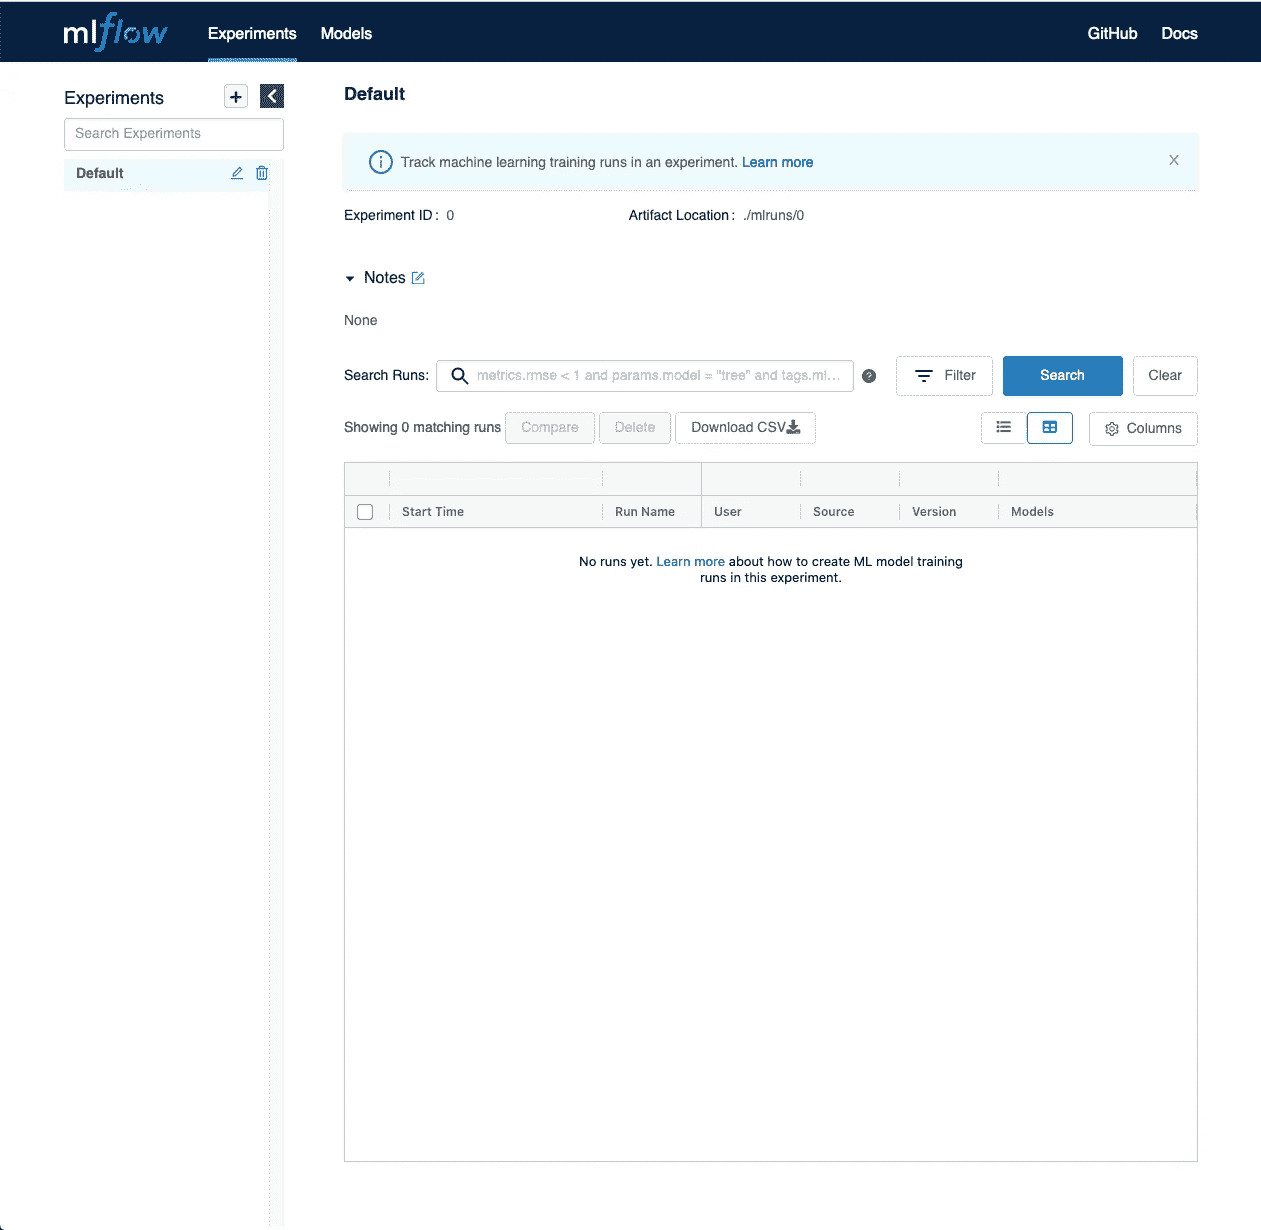 mlflow Experiments Models GitHub Docs
Experiments
Search Experiments
Default
Default
Track machine learning training runs in an experiment. Learn more
Experiment ID: 0 Artifact Location: ./mlruns/0
Notes
None
Search Runs: metrics.rmse < 1 and params.model = "tree" and tags.ml... ? Filter Search Clear
Showing 0 matching runs Compare Delete Download CSV Columns
Start Time Run Name User Source Version Models
No runs yet. Learn more about how to create ML model training
runs in this experiment.